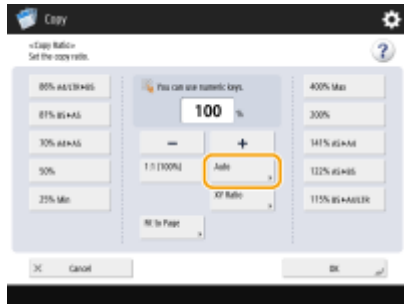 Copy
<Copy Ratio>
Set the copy ratio.
?
You can use numeric keys.
100 %
− +
1:1 (100%)
Auto
XY Ratio
Fit to Page
86% A4/LTR▸B5
81% B5▸A5
70% A4▸A5
50%
25% Min
400% Max
200%
141% A5▸A4
122% A5▸B5
115% B5▸A4/LTR
Cancel
OK